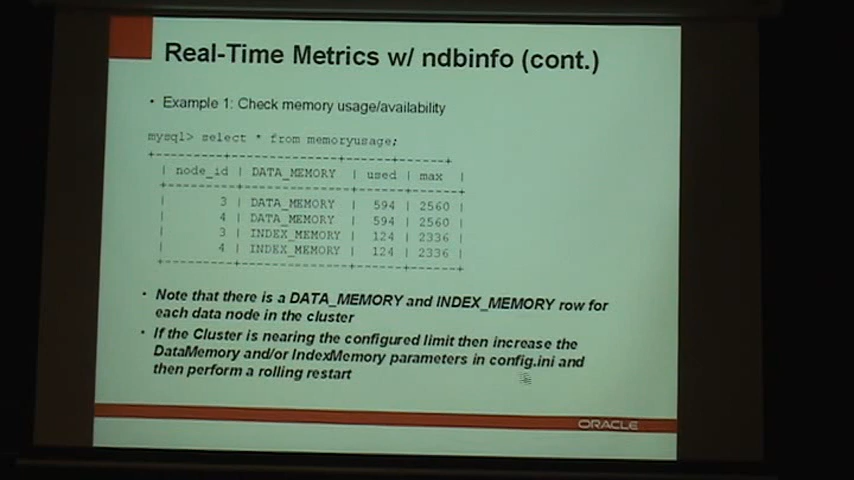 Real-Time Metrics w/ ndbinfo (cont.)
• Example 1: Check memory usage/availability
mysql> select * from memoryusage;
+---------+--------------+------+------+
| node_id | DATA_MEMORY | used | max |
+---------+--------------+------+------+
| 3 | DATA_MEMORY | 594 | 2560 |
| 4 | DATA_MEMORY | 594 | 2560 |
| 3 | INDEX_MEMORY | 124 | 2336 |
| 4 | INDEX_MEMORY | 124 | 2336 |
+---------+--------------+------+------+
• Note that there is a DATA_MEMORY and INDEX_MEMORY row for
each data node in the cluster
• If the Cluster is nearing the configured limit then increase the
DataMemory and/or IndexMemory parameters in config.ini and
then perform a rolling restart
ORACLE